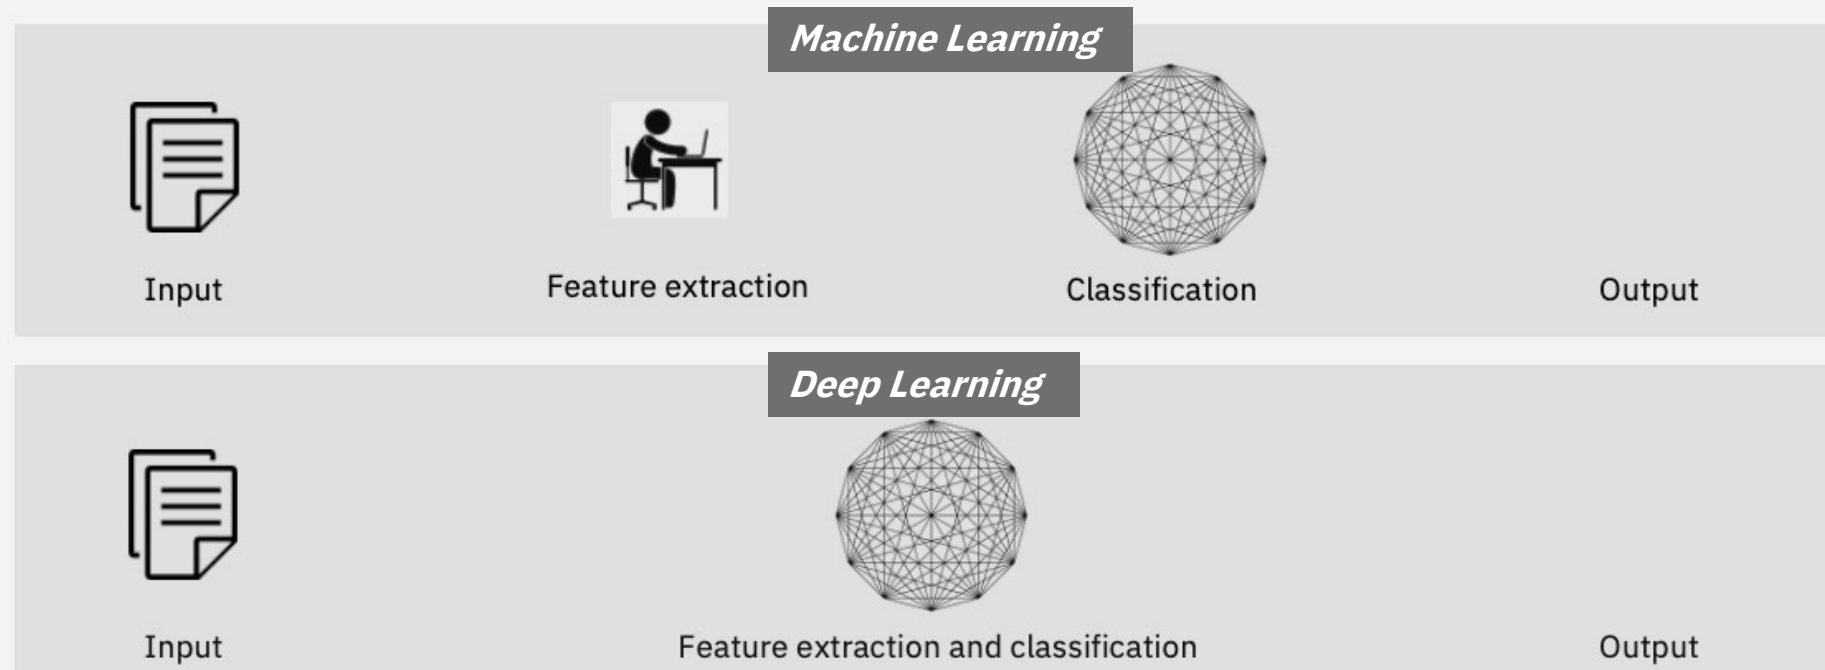 Machine Learning
Input
Feature extraction
Classification
Output
Deep Learning
Input
Feature extraction and classification
Output